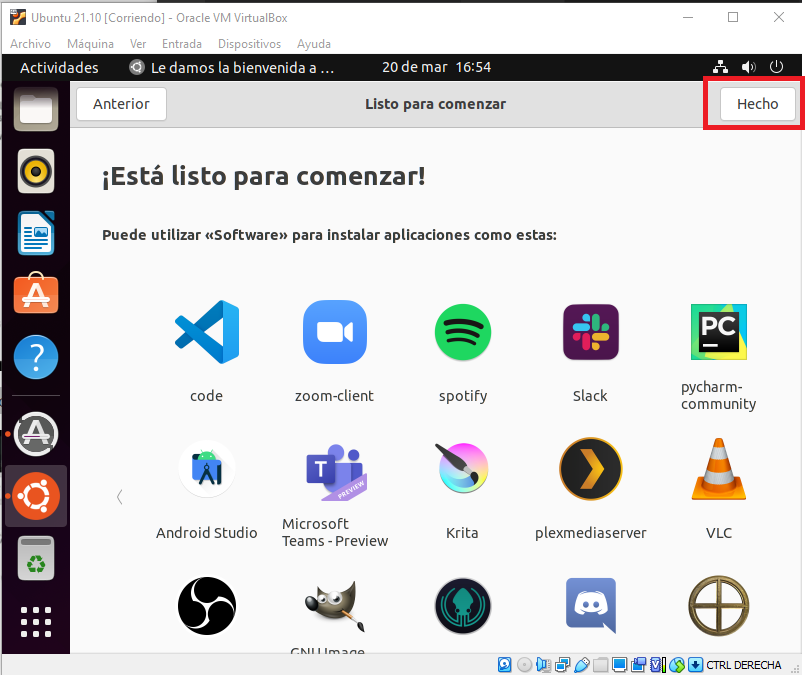 Ubuntu 21.10 [Corriendo] - Oracle VM VirtualBox
Archivo Máquina Ver Entrada Dispositivos Ayuda
Actividades Le damos la bienvenida a … 20 de mar 16:54
Anterior Listo para comenzar Hecho
¡Está listo para comenzar!
Puede utilizar «Software» para instalar aplicaciones como estas:
PC
code zoom-client spotify Slack pycharm-
community
T
PREVIEW
Android Studio Microsoft
Teams - Preview Krita plexmediaserver VLC
GNU Image
CTRL DERECHA